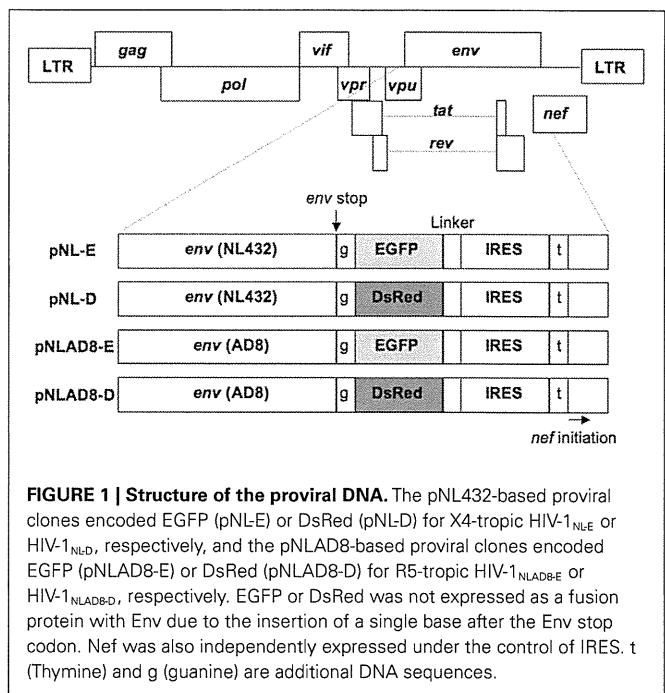 LTR gag vif env LTR
pol vpr vpu
tat nef
rev
env stop
Linker
pNL-E env (NL432) g EGFP IRES t
pNL-D env (NL432) g DsRed IRES t
pNLAD8-E env (AD8) g EGFP IRES t
pNLAD8-D env (AD8) g DsRed IRES t
nef initiation
FIGURE 1 | Structure of the proviral DNA. The pNL432-based proviral
clones encoded EGFP (pNL-E) or DsRed (pNL-D) for X4-tropic HIV-1NL-E or
HIV-1NL-D, respectively, and the pNLAD8-based proviral clones encoded
EGFP (pNLAD8-E) or DsRed (pNLAD8-D) for R5-tropic HIV-1NLAD8-E or
HIV-1NLAD8-D, respectively. EGFP or DsRed was not expressed as a fusion
protein with Env due to the insertion of a single base after the Env stop
codon. Nef was also independently expressed under the control of IRES. t
(Thymine) and g (guanine) are additional DNA sequences.